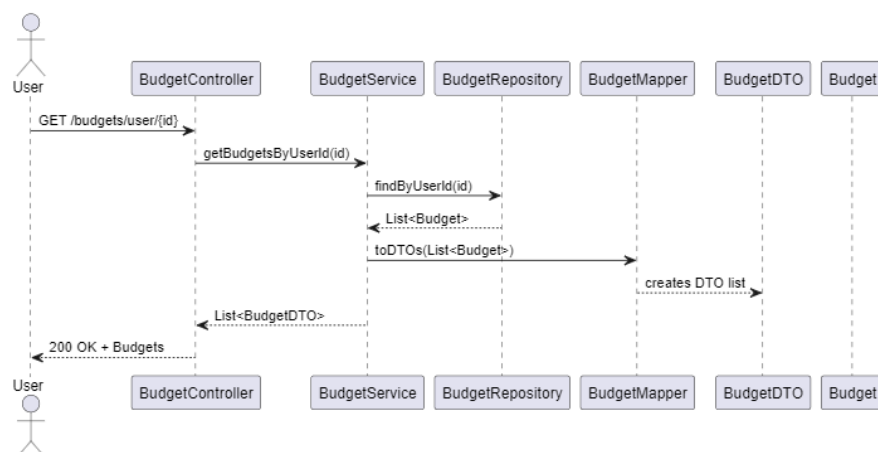 User
BudgetController
BudgetService
BudgetRepository
BudgetMapper
BudgetDTO
Budget
GET /budgets/user/{id}
getBudgetsByUserId(id)
findByUserId(id)
List<Budget>
toDTOs(List<Budget>)
creates DTO list
List<BudgetDTO>
200 OK + Budgets
User
BudgetController
BudgetService
BudgetRepository
BudgetMapper
BudgetDTO
Budget